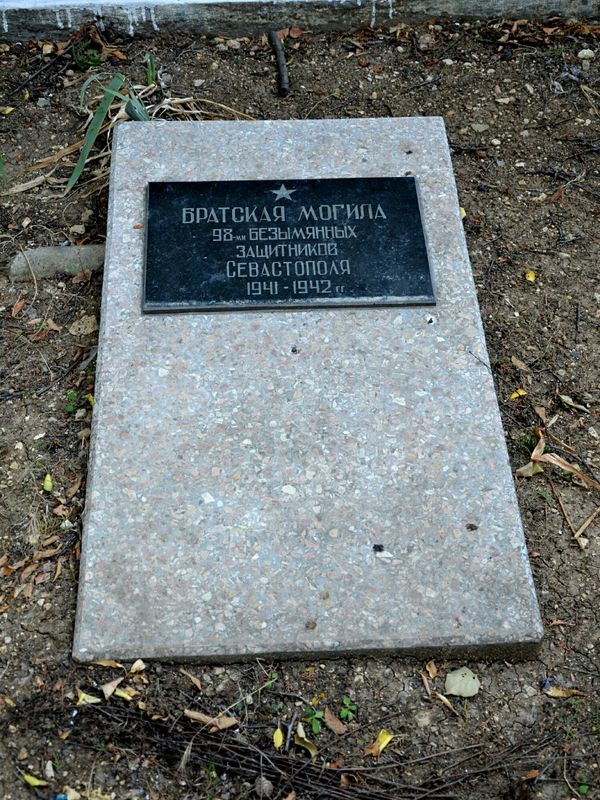 БРАТСКАЯ МОГИЛА
98-ми БЕЗЫМЯННЫХ
ЗАЩИТНИКОВ
СЕВАСТОПОЛЯ
1941 - 1942 гг